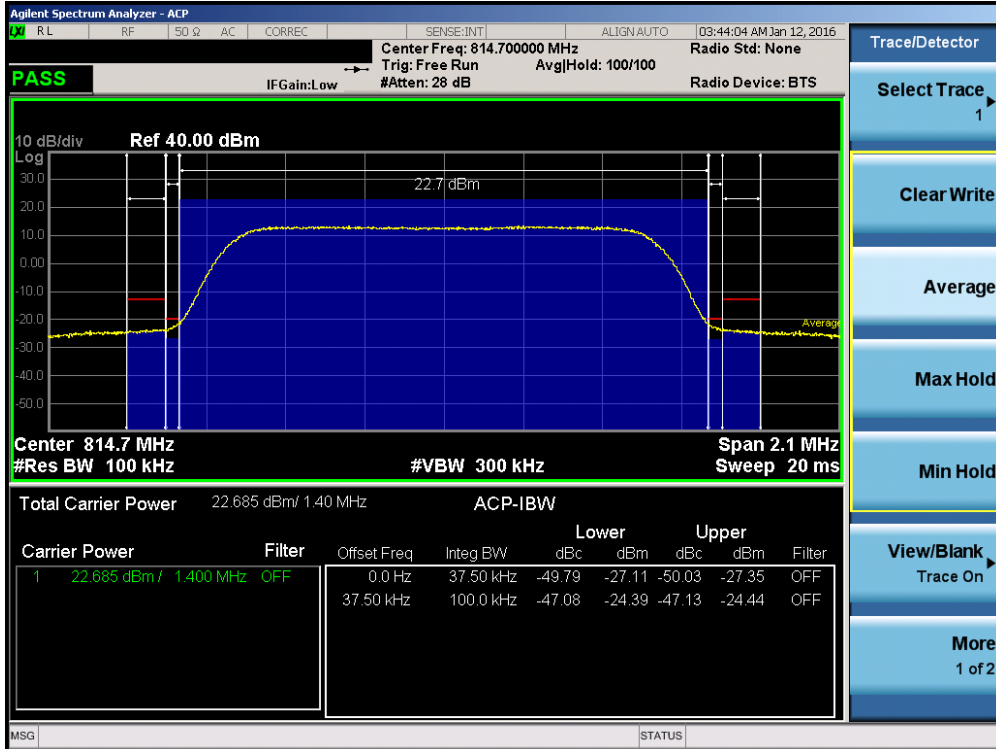 Agilent Spectrum Analyzer - ACP
LXI RL RF 50 Ω AC CORREC SENSE:INT ALIGN AUTO 03:44:04 AM Jan 12, 2016
Center Freq: 814.700000 MHz Radio Std: None
Trig: Free Run Avg|Hold: 100/100
PASS IFGain:Low #Atten: 28 dB Radio Device: BTS
10 dB/div Ref 40.00 dBm
Log
30.0
22.7 dBm
20.0
10.0
0.00
-10.0
-20.0
Average
-30.0
-40.0
-50.0
Center 814.7 MHz Span 2.1 MHz
#Res BW 100 kHz #VBW 300 kHz Sweep 20 ms
Total Carrier Power 22.685 dBm/ 1.40 MHz ACP-IBW
Lower Upper
Carrier Power Filter Offset Freq Integ BW dBc dBm dBc dBm Filter
1 22.685 dBm / 1.400 MHz OFF 0.0 Hz 37.50 kHz -49.79 -27.11 -50.03 -27.35 OFF
37.50 kHz 100.0 kHz -47.08 -24.39 -47.13 -24.44 OFF
MSG STATUS
Trace/Detector
Select Trace
1
Clear Write
Average
Max Hold
Min Hold
View/Blank
Trace On
More
1 of 2